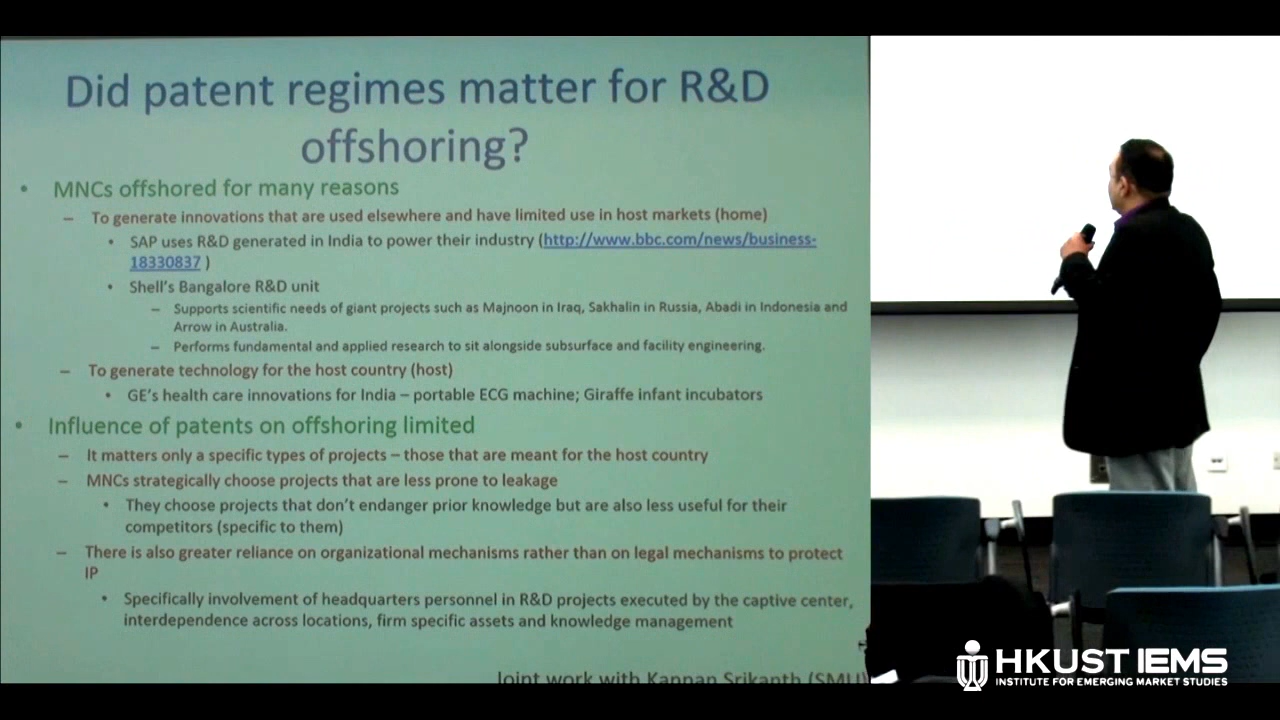 Did patent regimes matter for R&D
offshoring?
• MNCs offshored for many reasons
– To generate innovations that are used elsewhere and have limited use in host markets (home)
• SAP uses R&D generated in India to power their industry (http://www.bbc.com/news/business-
18330837 )
• Shell's Bangalore R&D unit
– Supports scientific needs of giant projects such as Majnoon in Iraq, Sakhalin in Russia, Abadi in Indonesia and
Arrow in Australia.
– Performs fundamental and applied research to sit alongside subsurface and facility engineering.
– To generate technology for the host country (host)
• GE's health care innovations for India – portable ECG machine; Giraffe infant incubators
• Influence of patents on offshoring limited
– It matters only a specific types of projects – those that are meant for the host country
– MNCs strategically choose projects that are less prone to leakage
• They choose projects that don't endanger prior knowledge but are also less useful for their
competitors (specific to them)
– There is also greater reliance on organizational mechanisms rather than on legal mechanisms to protect
IP
• Specifically involvement of headquarters personnel in R&D projects executed by the captive center,
interdependence across locations, firm specific assets and knowledge management
Joint work with Kannan Srikanth (SMU)
HKUST IEMS
INSTITUTE FOR EMERGING MARKET STUDIES